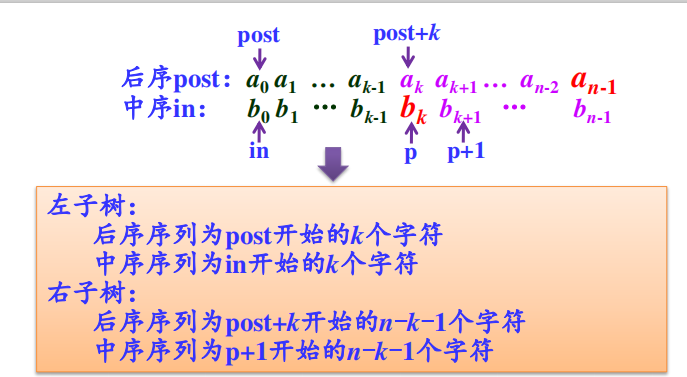 post post+k
后序post：a0 a1 … ak-1 ak ak+1 … an-2 an-1
中序in：b0 b1 … bk-1 bk bk+1 … bn-1
in p p+1
左子树：
后序序列为post开始的k个字符
中序序列为in开始的k个字符
右子树：
后序序列为post+k开始的n-k-1个字符
中序序列为p+1开始的n-k-1个字符